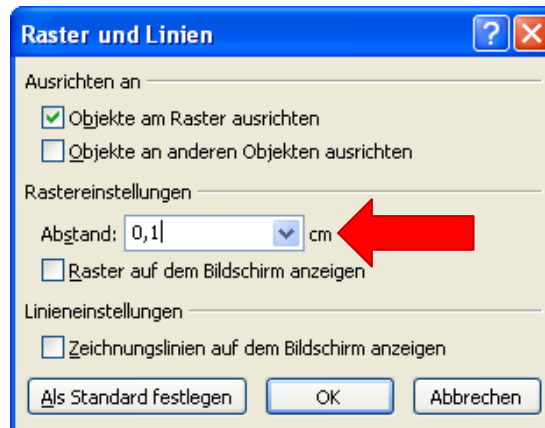 Raster und Linien
Ausrichten an
Objekte am Raster ausrichten
Objekte an anderen Objekten ausrichten
Rastereinstellungen
Abstand: 0,1 cm
Raster auf dem Bildschirm anzeigen
Linieneinstellungen
Zeichnungslinien auf dem Bildschirm anzeigen
Als Standard festlegen OK Abbrechen